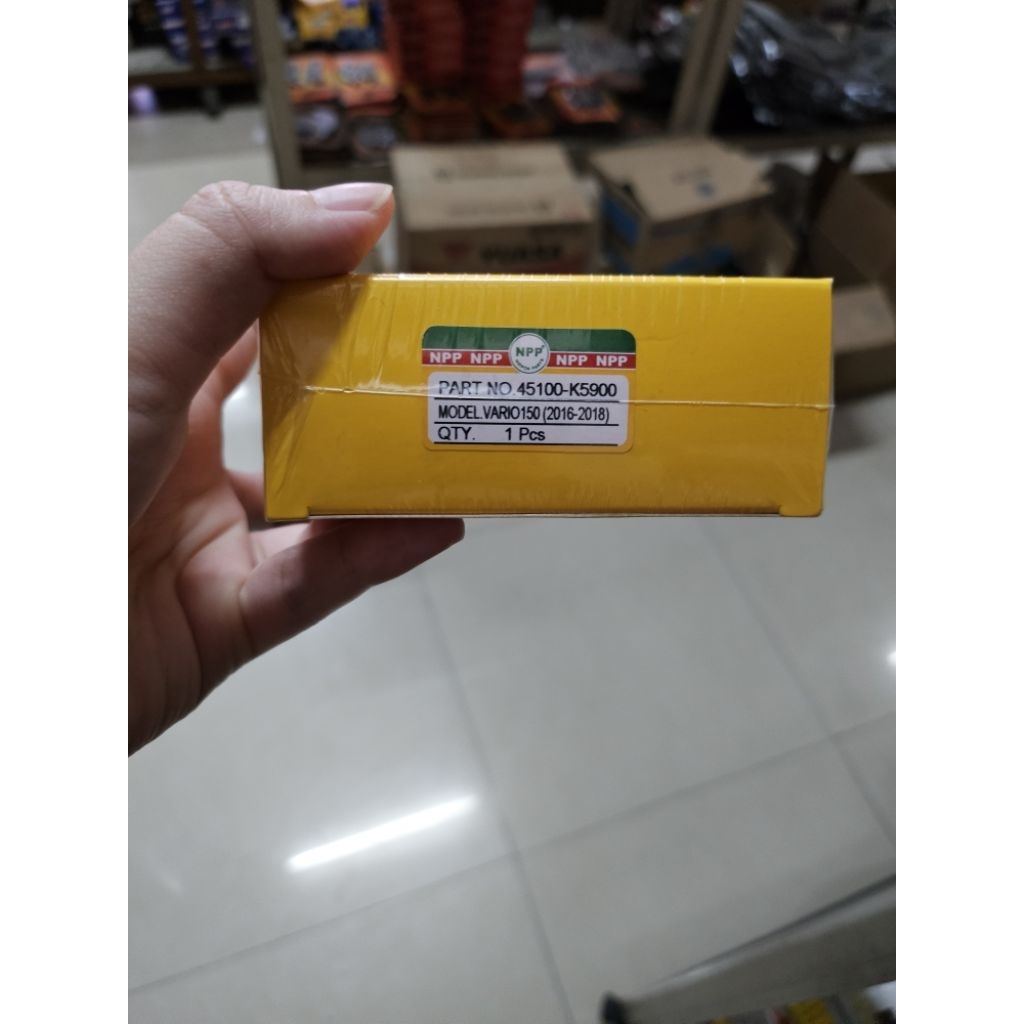 NPP NPP NPP NPP NPP
PART NO.45100-K5900
MODEL.VARIO150 (2016-2018)
QTY. 1 Pcs